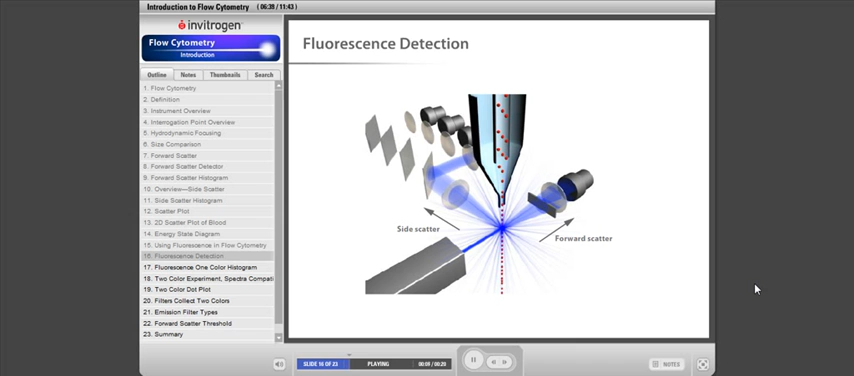 Introduction to Flow Cytometry ( 06:39 / 11:43 )
invitrogen
Flow Cytometry
Introduction
Outline Notes Thumbnails Search
1. Flow Cytometry
2. Definition
3. Instrument Overview
4. Interrogation Point Overview
5. Hydrodynamic Focusing
6. Size Comparison
7. Forward Scatter
8. Forward Scatter Detector
9. Forward Scatter Histogram
10. Overview—Side Scatter
11. Side Scatter Histogram
12. Scatter Plot
13. 2D Scatter Plot of Blood
14. Energy State Diagram
15. Using Fluorescence in Flow Cytometry
16. Fluorescence Detection
17. Fluorescence One Color Histogram
18. Two Color Experiment, Spectra Compati
19. Two Color Dot Plot
20. Filters Collect Two Colors
21. Emission Filter Types
22. Forward Scatter Threshold
23. Summary
Fluorescence Detection
Side scatter
Forward scatter
SLIDE 16 OF 23 PLAYING 00:09 / 00:20
NOTES